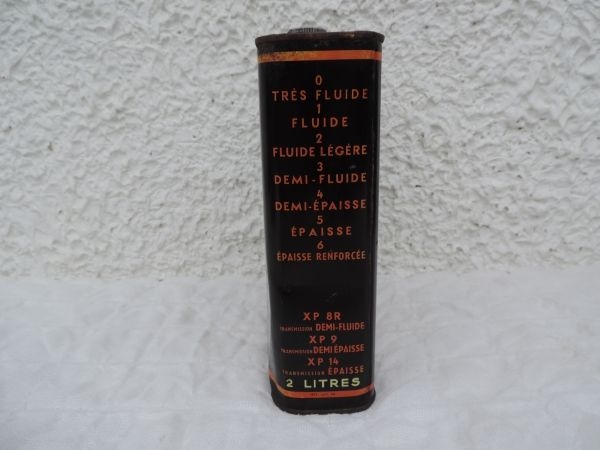 0
TRÈS FLUIDE
1
FLUIDE
2
FLUIDE LÉGÈRE
3
DEMI-FLUIDE
4
DEMI-ÉPAISSE
5
ÉPAISSE
6
ÉPAISSE RENFORCÉE
XP 8R
TRANSMISSION DEMI-FLUIDE
XP 9
TRANSMISSION DEMI ÉPAISSE
XP 14
TRANSMISSION ÉPAISSE
2 LITRES